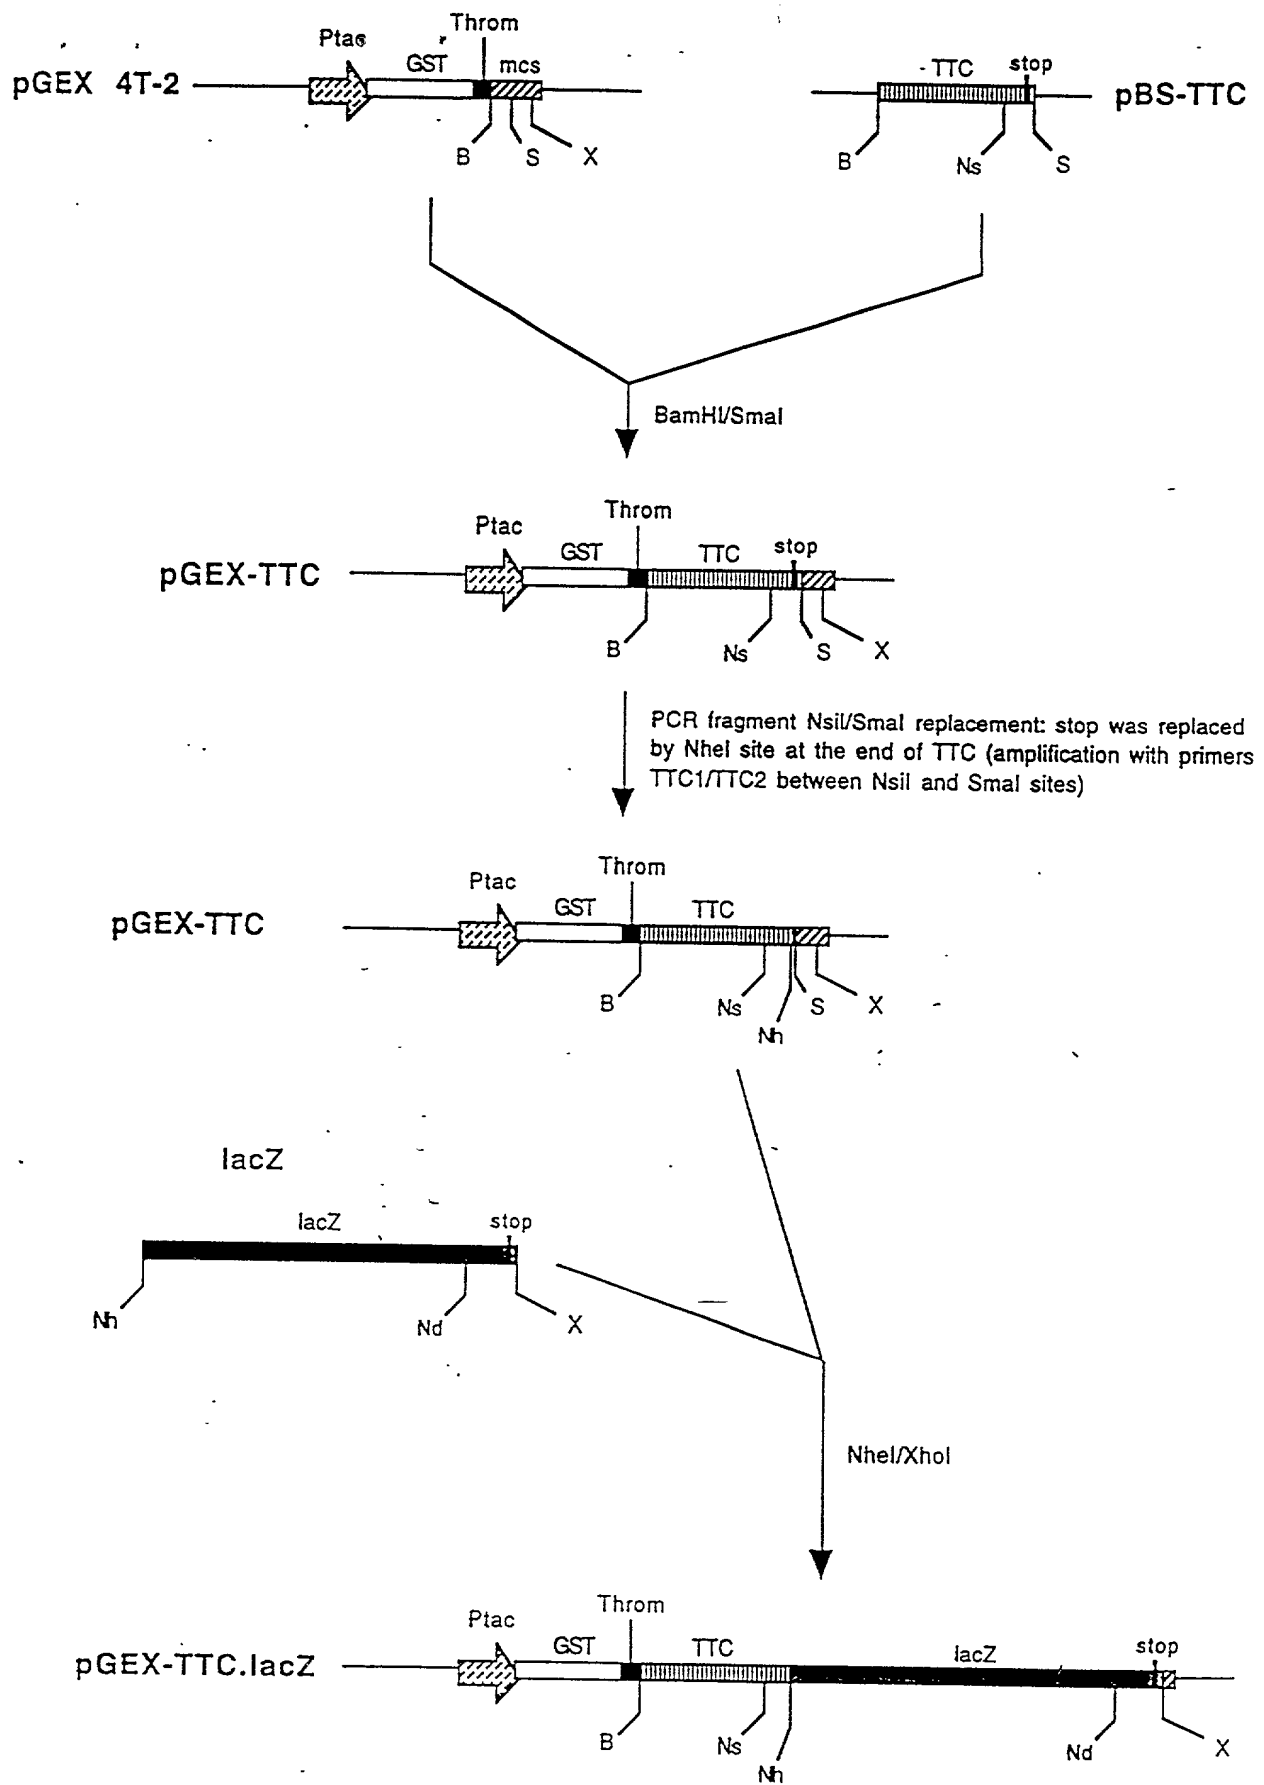 Throm
Ptac
GST
mcs
pGEX 4T-2
B
S
X
TTC
stop
pBS-TTC
B
Ns
S
BamHI/SmaI
Throm
Ptac
GST
TTC
stop
pGEX-TTC
B
Ns
S
X
PCR fragment NsiI/SmaI replacement: stop was replaced
by NheI site at the end of TTC (amplification with primers
TTC1/TTC2 between NsiI and SmaI sites)
Throm
Ptac
GST
TTC
pGEX-TTC
B
Ns
Nh
S
X
lacZ
lacZ
stop
Nh
Nd
X
NheI/XhoI
Throm
Ptac
GST
TTC
lacZ
stop
pGEX-TTC.lacZ
B
Ns
Nh
Nd
X